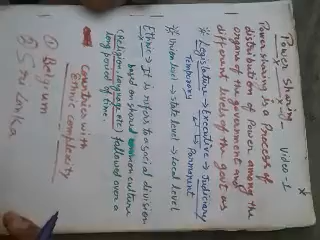 Power Sharing Video-1
Power sharing is a Process of
distribution of Power among the
organs of the government and
different levels of the govt as
* Legislature → Executive → Judiciary
Temporary Permanent
* Union level → state level → Local level
Ethnic → It is refers to a social division
based on shared common culture
(Religion, language etc) followed over a
long period of time.
Countries with
Ethnic complexity
① Belgium
② Sri Lanka